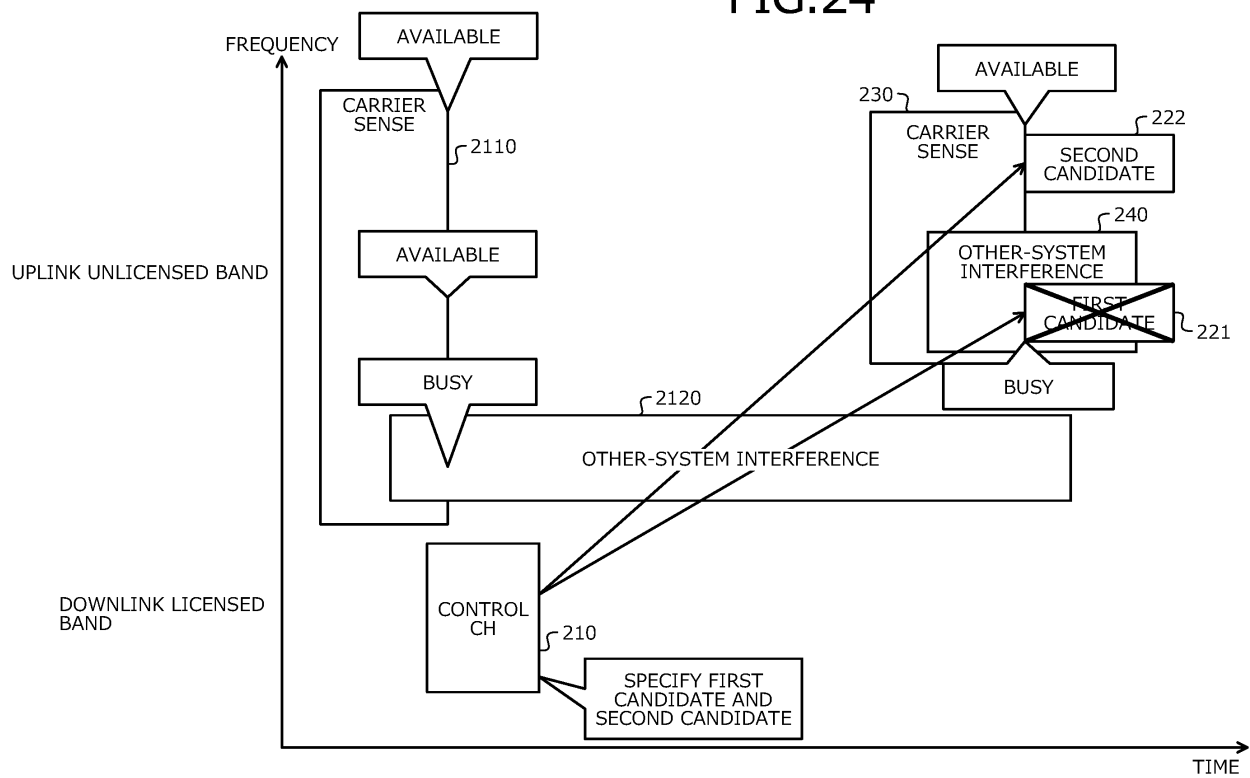 FIG.24
FREQUENCY
AVAILABLE
CARRIER
SENSE
2110
AVAILABLE
UPLINK UNLICENSED BAND
BUSY
2120
OTHER-SYSTEM INTERFERENCE
AVAILABLE
230
CARRIER
SENSE
222
SECOND
CANDIDATE
240
OTHER-SYSTEM
INTERFERENCE
FIRST
CANDIDATE
221
BUSY
DOWNLINK LICENSED
BAND
CONTROL
CH
210
SPECIFY FIRST
CANDIDATE AND
SECOND CANDIDATE
TIME